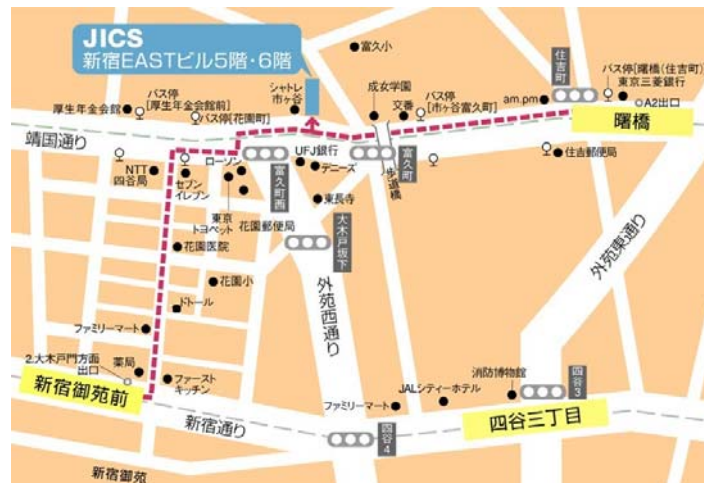 JICS
新宿EASTビル5階・6階
富久小
住吉町
バス停[曙橋(住吉町)]
東京三菱銀行
A2出口
曙橋
厚生年金会館
バス停
[厚生年金会館前]
バス停[花園町]
シャトレ
市ヶ谷
成女学園
交番
バス停
[市ヶ谷富久町]
am.pm
靖国通り
NTT
四谷局
セブン
イレブン
ローソン
東京
トヨペット
富久町西
UFJ銀行
デニーズ
東長寺
花園郵便局
歩道橋
富久町
住吉郵便局
大木戸坂下
花園医院
花園小
ドトール
外苑西通り
外苑東通り
ファミリーマート
2.大木戸門方面
出口
薬局
ファースト
キッチン
新宿御苑前
新宿通り
新宿御苑
ファミリーマート
JALシティーホテル
消防博物館
四谷3
四谷三丁目
四谷4